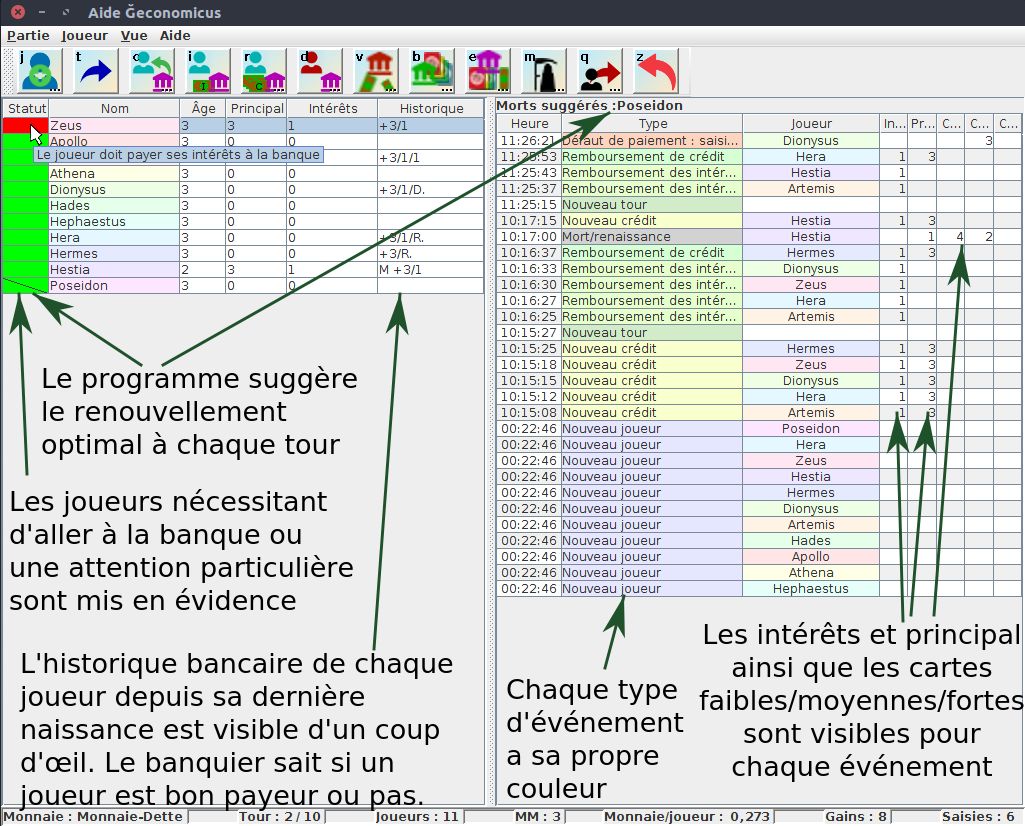 Aide Ğeconomicus
Partie Joueur Vue Aide
j t c i r d v b e m q z
Statut Nom Âge Principal Intérêts Historique
Zeus 3 3 1 +3/1
Apollo 3 0 0
Le joueur doit payer ses intérêts à la banque +3/1/1
Athena 3 0 0
Dionysus 3 0 0 +3/1/D.
Hades 3 0 0
Hephaestus 3 0 0
Hera 3 0 0 +3/1/R.
Hermes 3 0 0 +3/R.
Hestia 2 3 1 M +3/1
Poseidon 3 0 0
Le programme suggère
le renouvellement
optimal à chaque tour
Les joueurs nécessitant
d'aller à la banque ou
une attention particulière
sont mis en évidence
L'historique bancaire de chaque
joueur depuis sa dernière
naissance est visible d'un coup
d'œil. Le banquier sait si un
joueur est bon payeur ou pas.
Morts suggérés :Poseidon
Heure Type Joueur In... Pr... C... C... C...
11:26:21 Défaut de paiement : saisi... Dionysus 3
11:25:53 Remboursement de crédit Hera 1 3
11:25:43 Remboursement des intér... Hestia 1
11:25:37 Remboursement des intér... Artemis 1
11:25:15 Nouveau tour
10:17:15 Nouveau crédit Hestia 1 3
10:17:00 Mort/renaissance Hestia 1 4 2
10:16:37 Remboursement de crédit Hermes 1 3
10:16:33 Remboursement des intér... Dionysus 1
10:16:30 Remboursement des intér... Zeus 1
10:16:27 Remboursement des intér... Hera 1
10:16:25 Remboursement des intér... Artemis 1
10:15:27 Nouveau tour
10:15:25 Nouveau crédit Hermes 1 3
10:15:18 Nouveau crédit Zeus 1 3
10:15:15 Nouveau crédit Dionysus 1 3
10:15:12 Nouveau crédit Hera 1 3
10:15:08 Nouveau crédit Artemis 1 3
00:22:46 Nouveau joueur Poseidon
00:22:46 Nouveau joueur Hera
00:22:46 Nouveau joueur Zeus
00:22:46 Nouveau joueur Hestia
00:22:46 Nouveau joueur Hermes
00:22:46 Nouveau joueur Dionysus
00:22:46 Nouveau joueur Artemis
00:22:46 Nouveau joueur Hades
00:22:46 Nouveau joueur Apollo
00:22:46 Nouveau joueur Athena
00:22:46 Nouveau joueur Hephaestus
Chaque type
d'événement
a sa propre
couleur
Les intérêts et principal
ainsi que les cartes
faibles/moyennes/fortes
sont visibles pour
chaque événement
Monnaie : Monnaie-Dette Tour : 2 / 10 Joueurs : 11 MM : 3 Monnaie/joueur : 0,273 Gains : 8 Saisies : 6